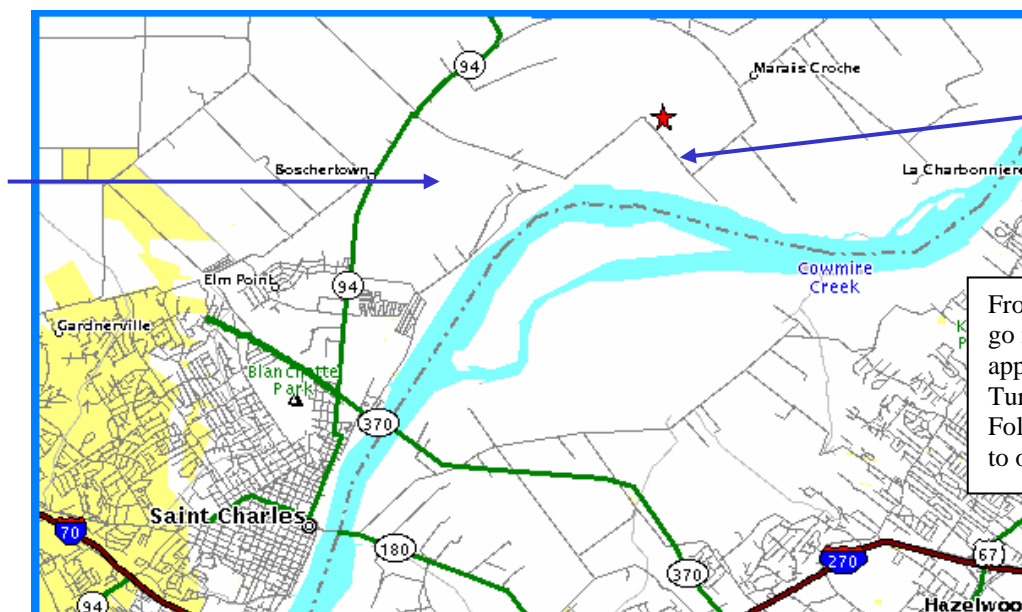 94
Marais Croche
Boschertown
La Charbonniere
Elm Point
94
Cowmire
Creek
Gardnerville
Blanchette
Park
370
Saint Charles
70
180
370
270
67
94
Hazelwoo
Fro
go
app
Tur
Fol
to o
K
P